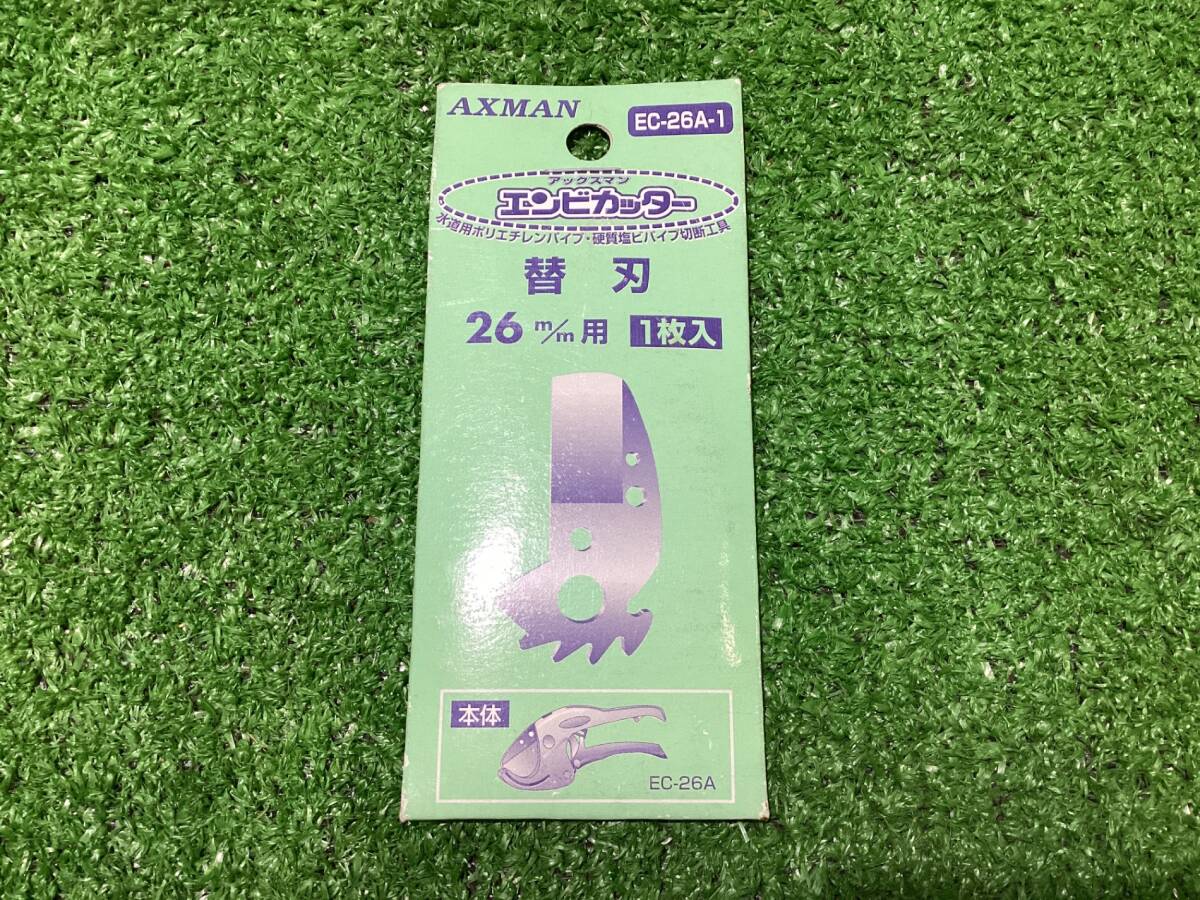 AXMAN
EC-26A-1
アックスマン
エンビカッター
水道用ポリエチレンパイプ・硬質塩ビパイプ切断工具
替 刃
26 m/m用 1枚入
本体
EC-26A